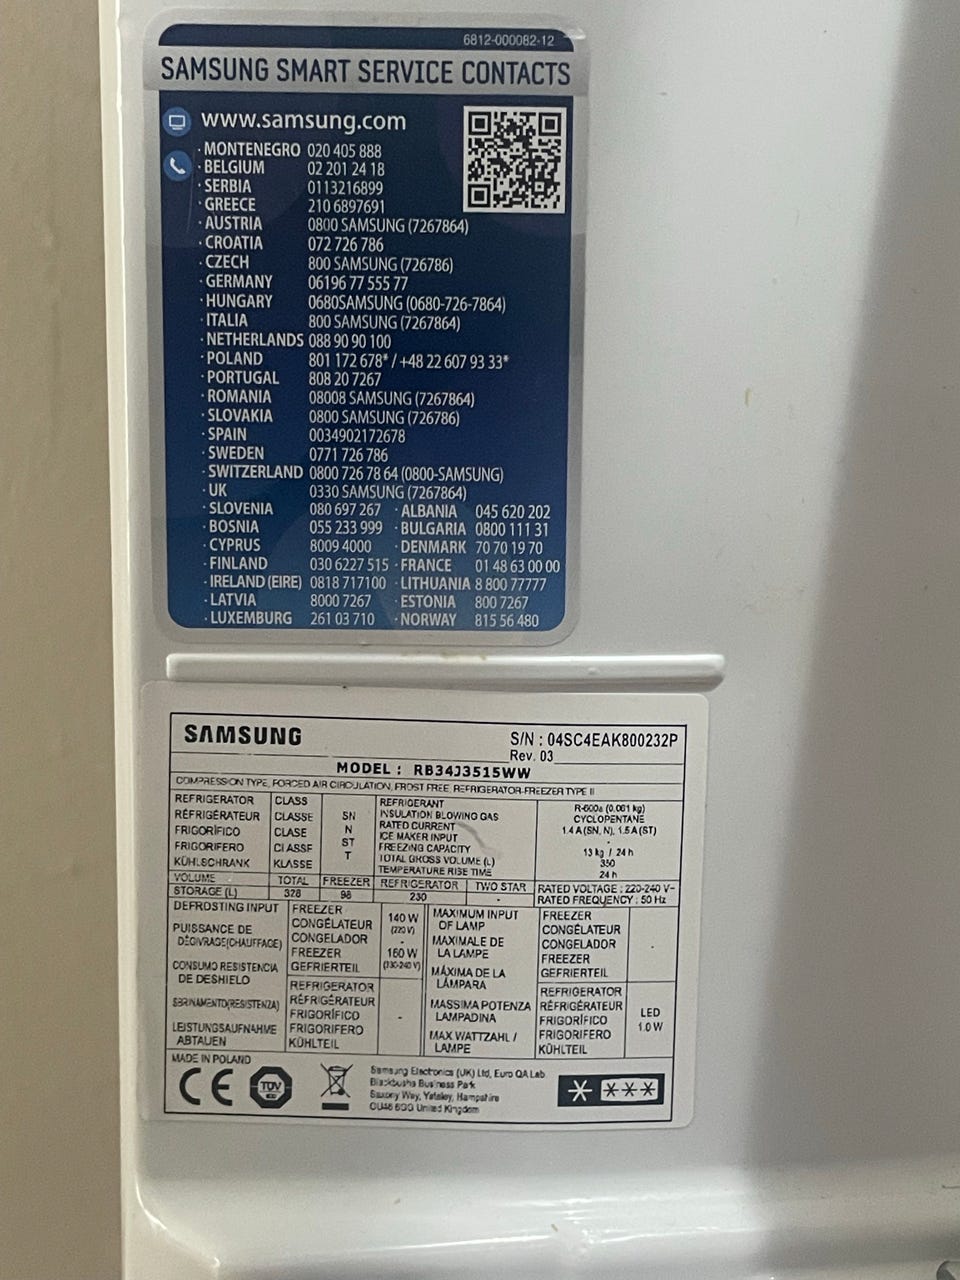 6812-000082-12
SAMSUNG SMART SERVICE CONTACTS
www.samsung.com
· MONTENEGRO 020 405 888
· BELGIUM 02 201 24 18
· SERBIA 0113216899
· GREECE 210 6897691
· AUSTRIA 0800 SAMSUNG (7267864)
· CROATIA 072 726 786
· CZECH 800 SAMSUNG (726786)
· GERMANY 06196 77 555 77
· HUNGARY 0680SAMSUNG (0680-726-7864)
· ITALIA 800 SAMSUNG (7267864)
· NETHERLANDS 088 90 90 100
· POLAND 801 172 678* / +48 22 607 93 33*
· PORTUGAL 808 20 7267
· ROMANIA 08008 SAMSUNG (7267864)
· SLOVAKIA 0800 SAMSUNG (726786)
· SPAIN 0034902172678
· SWEDEN 0771 726 786
· SWITZERLAND 0800 726 78 64 (0800-SAMSUNG)
· UK 0330 SAMSUNG (7267864)
· SLOVENIA 080 697 267 · ALBANIA 045 620 202
· BOSNIA 055 233 999 · BULGARIA 0800 111 31
· CYPRUS 8009 4000 · DENMARK 70 70 19 70
· FINLAND 030 6227 515 · FRANCE 01 48 63 00 00
· IRELAND (EIRE) 0818 717100 · LITHUANIA 8 800 77777
· LATVIA 8000 7267 · ESTONIA 800 7267
· LUXEMBURG 261 03 710 · NORWAY 815 56 480
SAMSUNG
S/N : 04SC4EAK800232P
Rev. 03
MODEL : RB34J3515WW
COMPRESSION TYPE, FORCED AIR CIRCULATION, FROST FREE, REFRIGERATOR-FREEZER TYPE II
REFRIGERATOR
RÉFRIGÉRATEUR
FRIGORÍFICO
FRIGORIFERO
KÜHLSCHRANK
CLASS
CLASSE
CLASE
CLASSE
KLASSE
SN
N
ST
T
REFRIGERANT R-600a (0.061 kg)
INSULATION BLOWING GAS CYCLOPENTANE
RATED CURRENT 1.4 A(SN, N), 1.5 A(ST)
ICE MAKER INPUT
FREEZING CAPACITY 13 kg / 24 h
TOTAL GROSS VOLUME (L) 350
TEMPERATURE RISE TIME 24 h
VOLUME TOTAL FREEZER REFRIGERATOR TWO STAR
STORAGE (L) 328 98 230 -
RATED VOLTAGE : 220-240 V~
RATED FREQUENCY : 50 Hz
DEFROSTING INPUT
PUISSANCE DE
DÉGIVRAGE(CHAUFFAGE)
CONSUMO RESISTENCIA
DE DESHIELO
SBRINAMENTO(RESISTENZA)
LEISTUNGSAUFNAHME
ABTAUEN
FREEZER
CONGÉLATEUR
CONGELADOR
FREEZER
GEFRIERTEIL
140 W
(220 V)
-
160 W
(230-240 V)
REFRIGERATOR
RÉFRIGÉRATEUR
FRIGORÍFICO
FRIGORIFERO
KÜHLTEIL
-
MAXIMUM INPUT
OF LAMP
MAXIMALE DE
LA LAMPE
MÁXIMA DE LA
LÁMPARA
MASSIMA POTENZA
LAMPADINA
MAX WATTZAHL /
LAMPE
FREEZER
CONGÉLATEUR
CONGELADOR
FREEZER
GEFRIERTEIL
-
REFRIGERATOR
RÉFRIGÉRATEUR
FRIGORÍFICO
FRIGORIFERO
KÜHLTEIL
LED
1.0 W
MADE IN POLAND
CE
TÜV
Samsung Electronics (UK) Ltd, Euro QA Lab.
Blackbushe Business Park
Saxony Way, Yateley, Hampshire
GU46 6GG United Kingdom